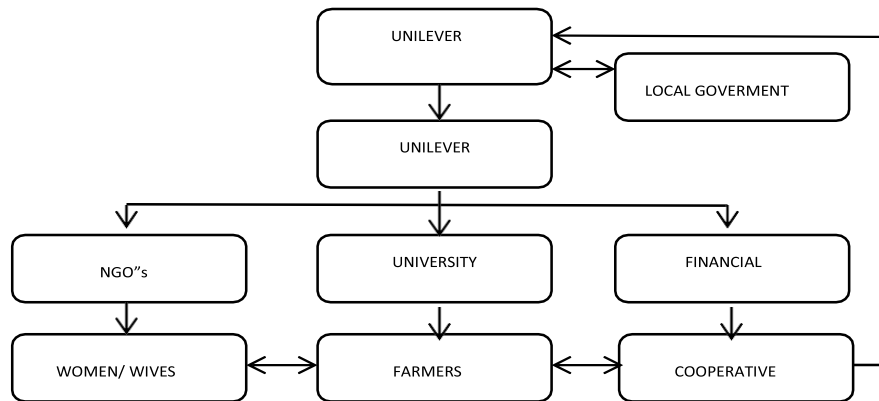 UNILEVER
LOCAL GOVERMENT
UNILEVER
NGO”s
UNIVERSITY
FINANCIAL
WOMEN/ WIVES
FARMERS
COOPERATIVE